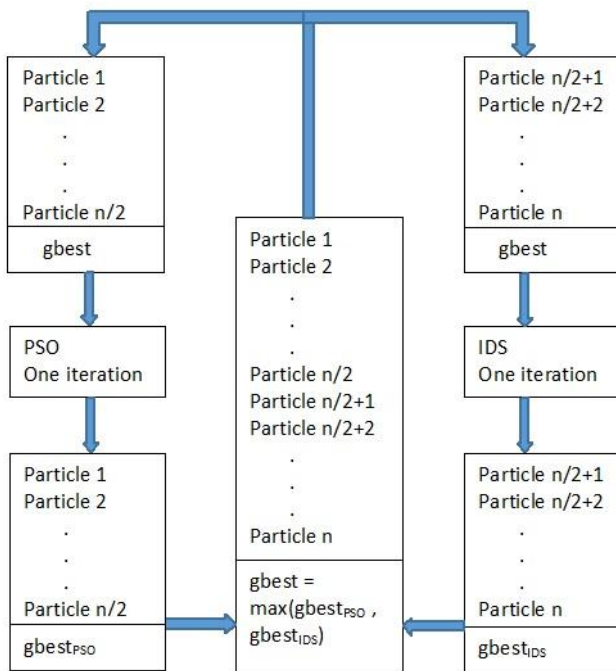 Particle 1
Particle 2
.
.
.
Particle n/2
gbest
PSO
One iteration
Particle 1
Particle 2
.
.
.
Particle n/2
gbestPSO
Particle 1
Particle 2
.
.
.
Particle n/2
Particle n/2+1
Particle n/2+2
.
.
.
Particle n
gbest =
max(gbestPSO ,
gbestIDS)
Particle n/2+1
Particle n/2+2
.
.
.
Particle n
gbest
IDS
One iteration
Particle n/2+1
Particle n/2+2
.
.
.
Particle n
gbestIDS